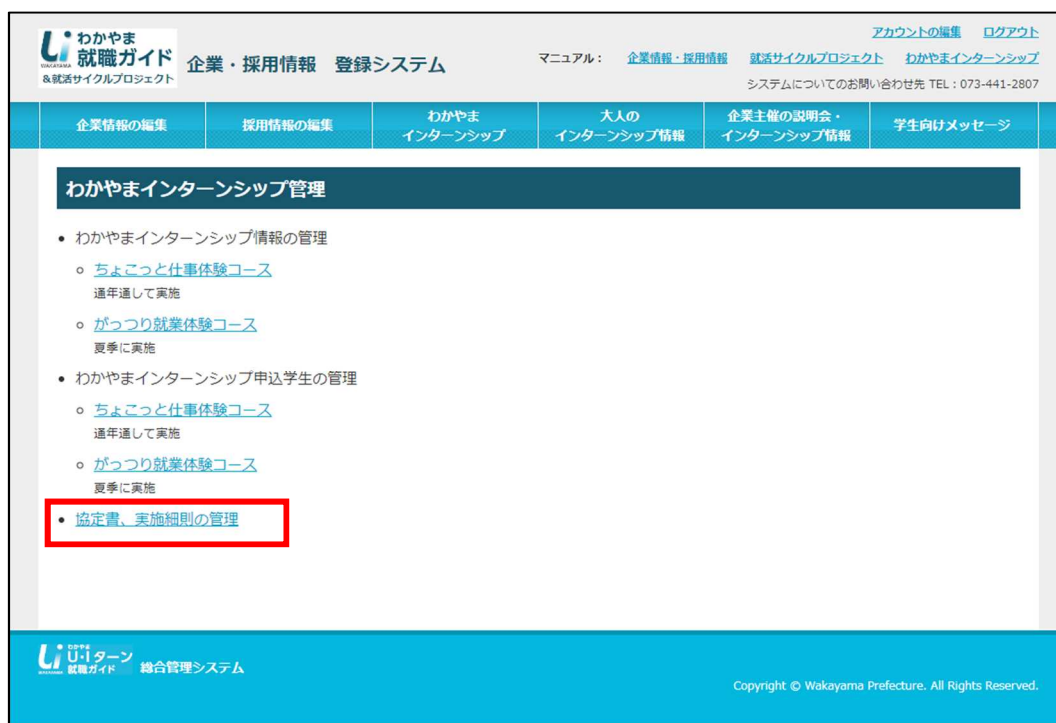 わかやま
就職ガイド
WAKAYAMA
&就活サイクルプロジェクト
企業・採用情報 登録システム
アカウントの編集 ログアウト
マニュアル： 企業情報・採用情報 就活サイクルプロジェクト わかやまインターンシップ
システムについてのお問い合わせ先 TEL：073-441-2807
企業情報の編集
採用情報の編集
わかやま
インターンシップ
大人の
インターンシップ情報
企業主催の説明会・
インターンシップ情報
学生向けメッセージ
わかやまインターンシップ管理
わかやまインターンシップ情報の管理
ちょこっと仕事体験コース
通年通して実施
がっつり就業体験コース
夏季に実施
わかやまインターンシップ申込学生の管理
ちょこっと仕事体験コース
通年通して実施
がっつり就業体験コース
夏季に実施
協定書、実施細則の管理
わかやま
U・Iターン
就職ガイド
総合管理システム
Copyright © Wakayama Prefecture. All Rights Reserved.